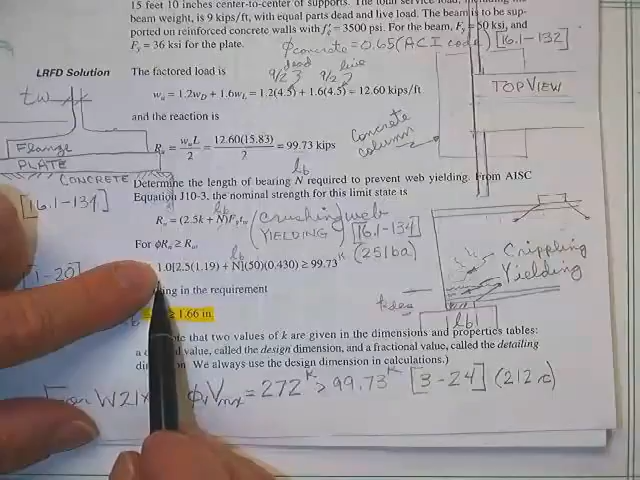 15 feet 10 inches center-to-center of supports. The total service load, including the
beam weight, is 9 kips/ft, with equal parts dead and live load. The beam is to be sup-
ported on reinforced concrete walls with f'c = 3500 psi. For the beam, Fy = 50 ksi, and
Fy = 36 ksi for the plate.
φconcrete = 0.65 (ACI code) [16.1-132]
LRFD Solution
The factored load is
dead live
9/2 9/2
wu = 1.2wD + 1.6wL = 1.2(4.5) + 1.6(4.5) = 12.60 kips/ft
TOP VIEW
tw
and the reaction is
Ru = wuL/2 = 12.60(15.83)/2 = 99.73 kips
Concrete
column
Flange
PLATE
CONCRETE
lb
Determine the length of bearing N required to prevent web yielding. From AISC
Equation J10-3, the nominal strength for this limit state is
[16.1-134]
lb
Rn = (2.5k + N)Fytw
(crushing web
YIELDING) [16.1-134]
For φRn ≥ Ru,
(251ba)
lb
1.0[2.5(1.19) + N](50)(0.430) ≥ 99.73 k
[1-20]
Crippling
Yielding
in the requirement
kdes
lb
≥ 1.66 in.
note that two values of k are given in the dimensions and properties tables:
a value, called the design dimension, and a fractional value, called the detailing
We always use the design dimension in calculations.)
For W21x φvVnx = 272 k > 99.73 k [3-24] (212c)